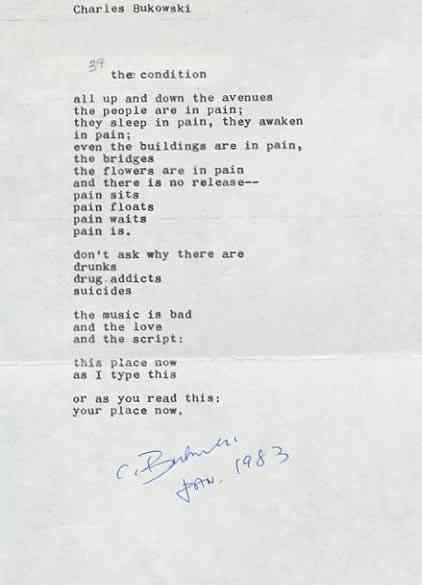 Charles Bukowski
39
the condition
all up and down the avenues
the people are in pain;
they sleep in pain, they awaken
in pain;
even the buildings are in pain,
the bridges
the flowers are in pain
and there is no release--
pain sits
pain floats
pain waits
pain is.
don't ask why there are
drunks
drug addicts
suicides
the music is bad
and the love
and the script:
this place now
as I type this
or as you read this:
your place now.
C. Bukowski
JAN. 1983